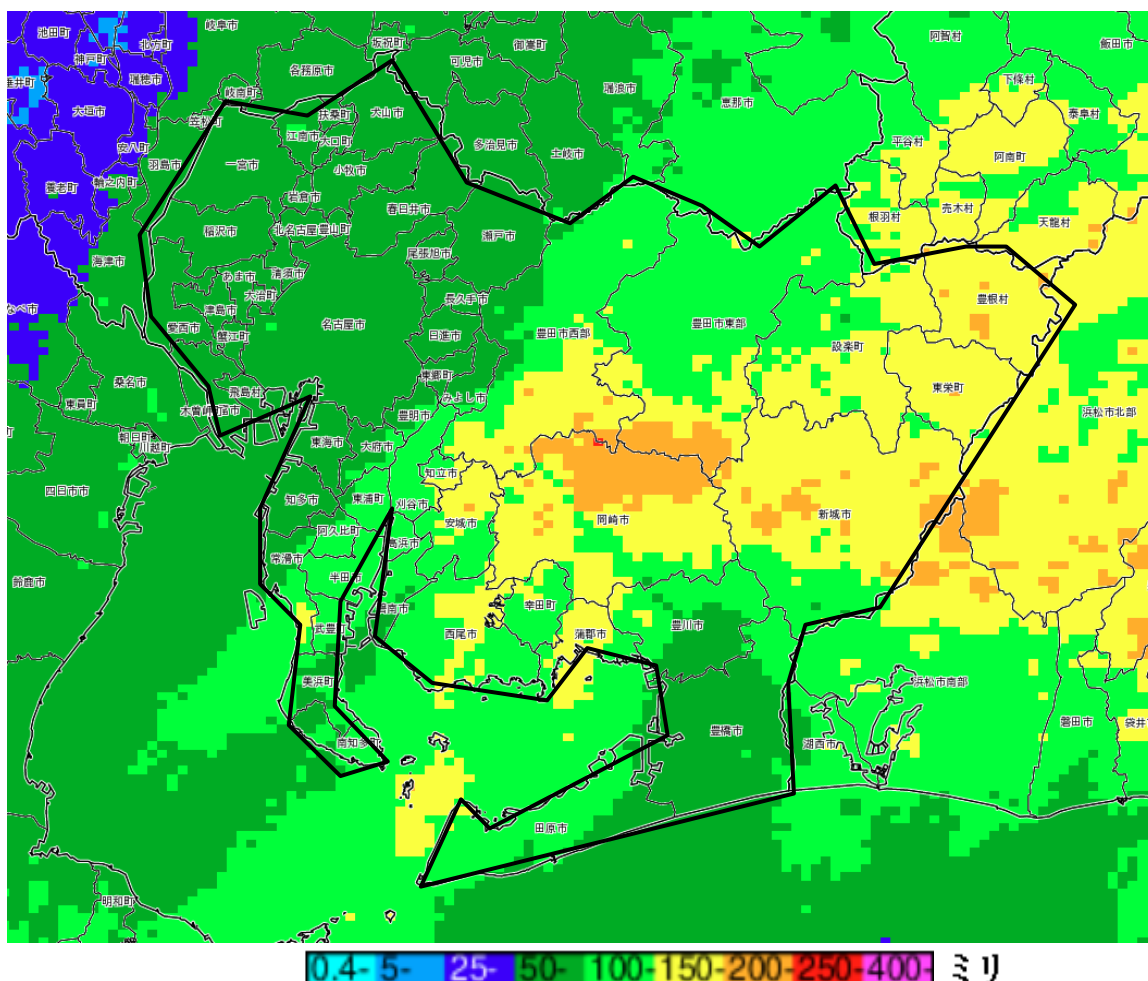 池田町
岐阜市
坂祝町
御嵩町
阿智村
飯田市
北方町
神戸町
瑞穂市
各務原市
可児市
瑞浪市
恵那市
下條村
垂井町
大垣市
岐南町
笠松町
扶桑町
犬山市
泰阜村
安八町
江南市
大口町
多治見市
土岐市
平谷村
阿南町
羽島市
一宮市
小牧市
養老町
輪之内町
岩倉市
春日井市
根羽村
売木村
天龍村
稲沢市
北名古屋市
豊山町
瀬戸市
海津市
尾張旭市
あま市
清須市
大治町
長久手市
豊根村
なべ市
津島市
愛西市
蟹江町
名古屋市
日進市
豊田市西部
豊田市東部
設楽町
桑名市
東郷町
東栄町
東員町
飛島村
木曽岬町
みよし市
豊明市
浜松市北部
朝日町
川越町
東海市
大府市
知立市
四日市市
知多市
東浦町
刈谷市
安城市
岡崎市
新城市
阿久比町
高浜市
鈴鹿市
常滑市
半田市
幸田町
碧南市
武豊町
西尾市
蒲郡市
豊川市
美浜町
浜松市南部
南知多町
豊橋市
湖西市
磐田市
袋井
田原市
明和町
0.4- 5- 25- 50- 100- 150- 200- 250- 400- ミリ